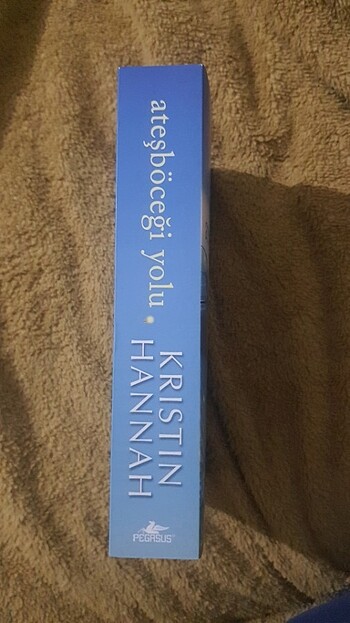 ateşböceği yolu
KRISTIN
HANNAH
PEGASUS